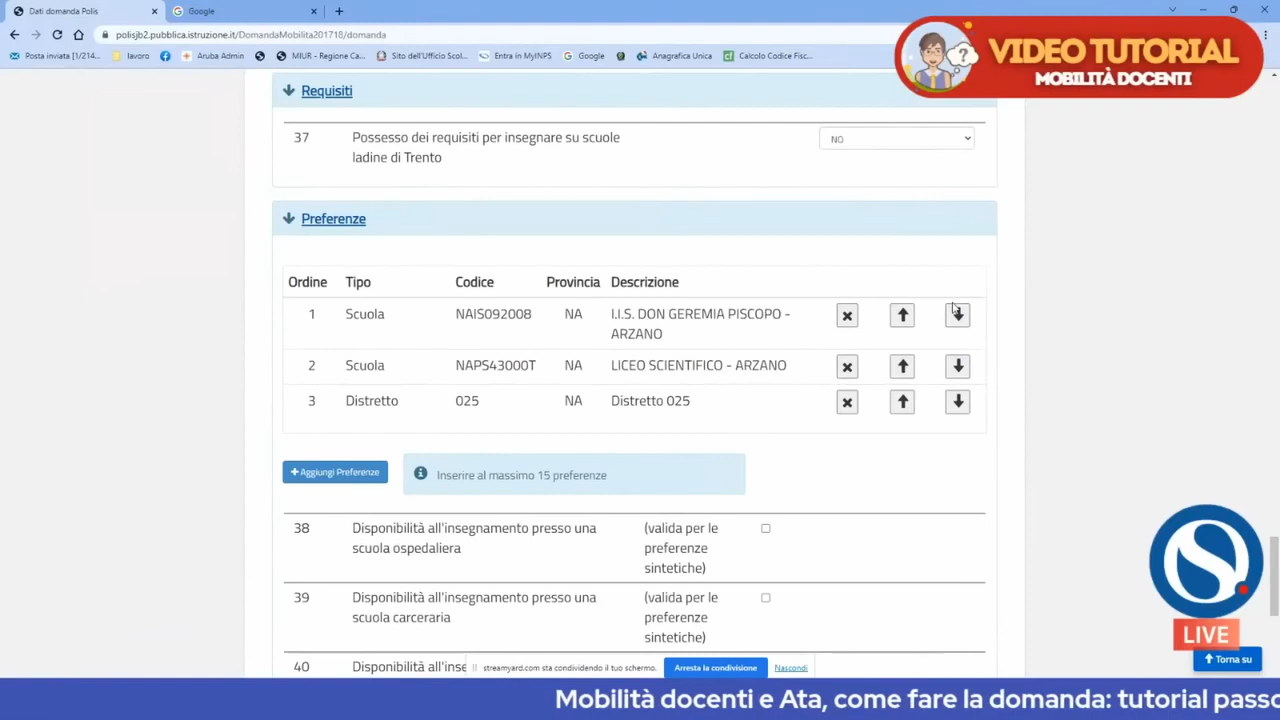 Dati domanda Polis
Google
polisjb2.pubblica.istruzione.it/DomandaMobilita201718/domanda
Posta inviata [1/214...
lavoro
Aruba Admin
MIUR - Regione Ca...
Sito dell'Ufficio Scol...
Entra in MyINPS
Google
Anagrafica Unica
Calcolo Codice Fisc...
VIDEO TUTORIAL
MOBILITÀ DOCENTI
Requisiti
37 Possesso dei requisiti per insegnare su scuole NO
ladine di Trento
Preferenze
Ordine Tipo Codice Provincia Descrizione
1 Scuola NAIS092008 NA I.I.S. DON GEREMIA PISCOPO -
ARZANO
2 Scuola NAPS43000T NA LICEO SCIENTIFICO - ARZANO
3 Distretto 025 NA Distretto 025
+Aggiungi Preferenze
Inserire al massimo 15 preferenze
38 Disponibilità all'insegnamento presso una (valida per le
scuola ospedaliera preferenze
sintetiche)
39 Disponibilità all'insegnamento presso una (valida per le
scuola carceraria preferenze
sintetiche)
40 Disponibilità all'inse
streamyard.com sta condividendo il tuo schermo.
Arresta la condivisione
Nascondi
S
LIVE
Torna su
Mobilità docenti e Ata, come fare la domanda: tutorial passo